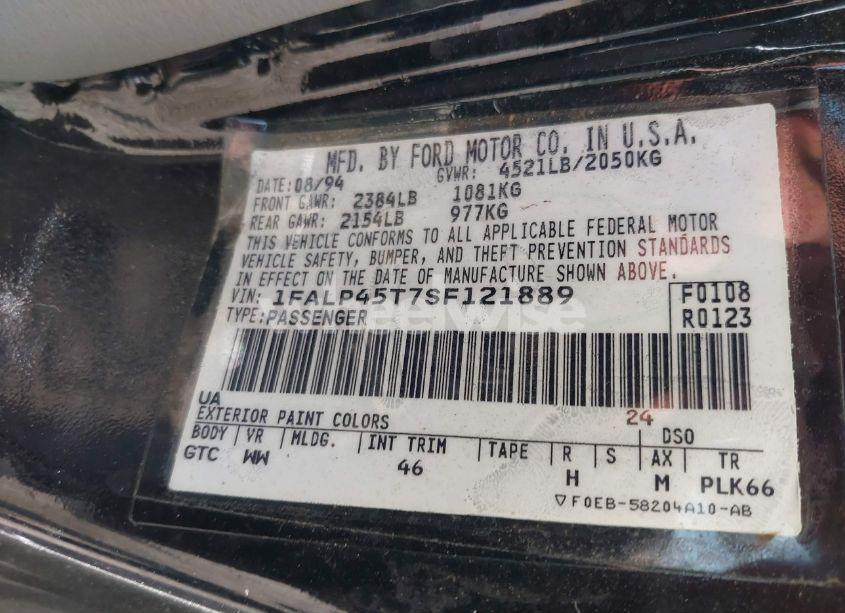 MFD. BY FORD MOTOR CO. IN U.S.A.
DATE: 08/94 GVWR: 4521LB/2050KG
FRONT GAWR: 2384LB 1081KG
REAR GAWR: 2154LB 977KG
THIS VEHICLE CONFORMS TO ALL APPLICABLE FEDERAL MOTOR
VEHICLE SAFETY, BUMPER, AND THEFT PREVENTION STANDARDS
IN EFFECT ON THE DATE OF MANUFACTURE SHOWN ABOVE.
VIN: 1FALP45T7SF121889 F0108
TYPE: PASSENGER R0123
UA
EXTERIOR PAINT COLORS 24 DSO
BODY VR MLDG. INT TRIM TAPE R S AX TR
GTC WW 46 H M PLK66
▽F0EB-58204A10-AB